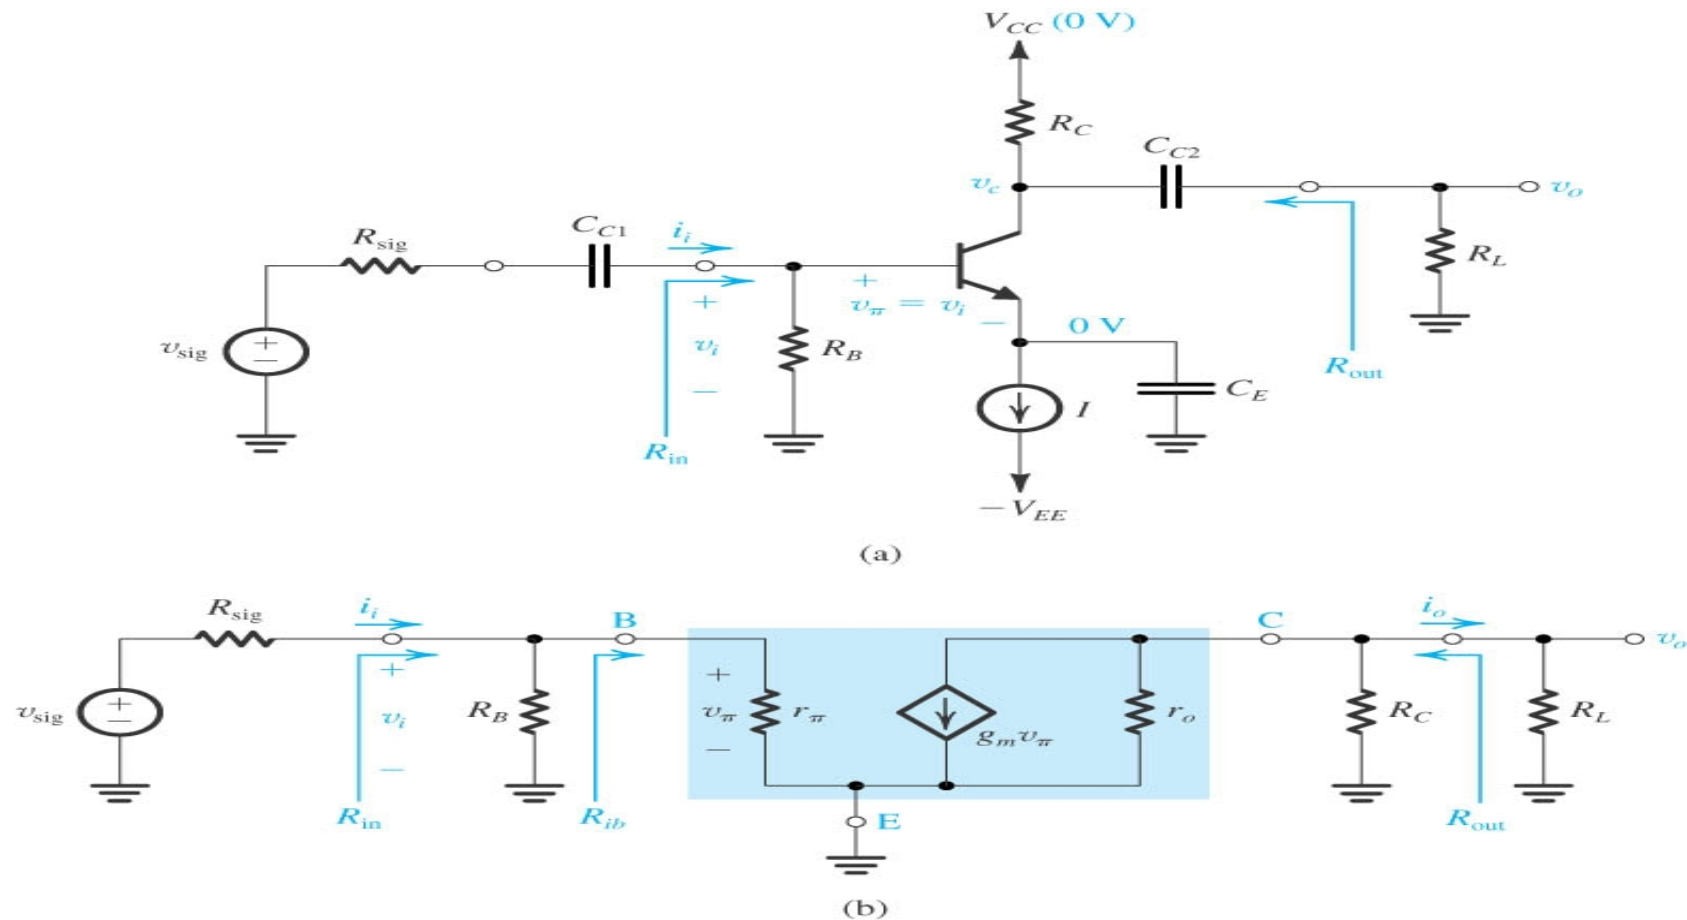 V_CC (0 V)
R_C
C_C2
v_c
v_o
C_C1
i_i
R_sig
R_L
+
+
v_π = v_i
−
0 V
v_sig
+
−
v_i
R_B
R_out
−
I
C_E
R_in
−V_EE
(a)
R_sig
i_i
B
C
i_o
v_o
+
+
v_sig
+
−
v_i
R_B
v_π
r_π
g_m v_π
r_o
R_C
R_L
−
−
R_in
R_ib
E
R_out
(b)